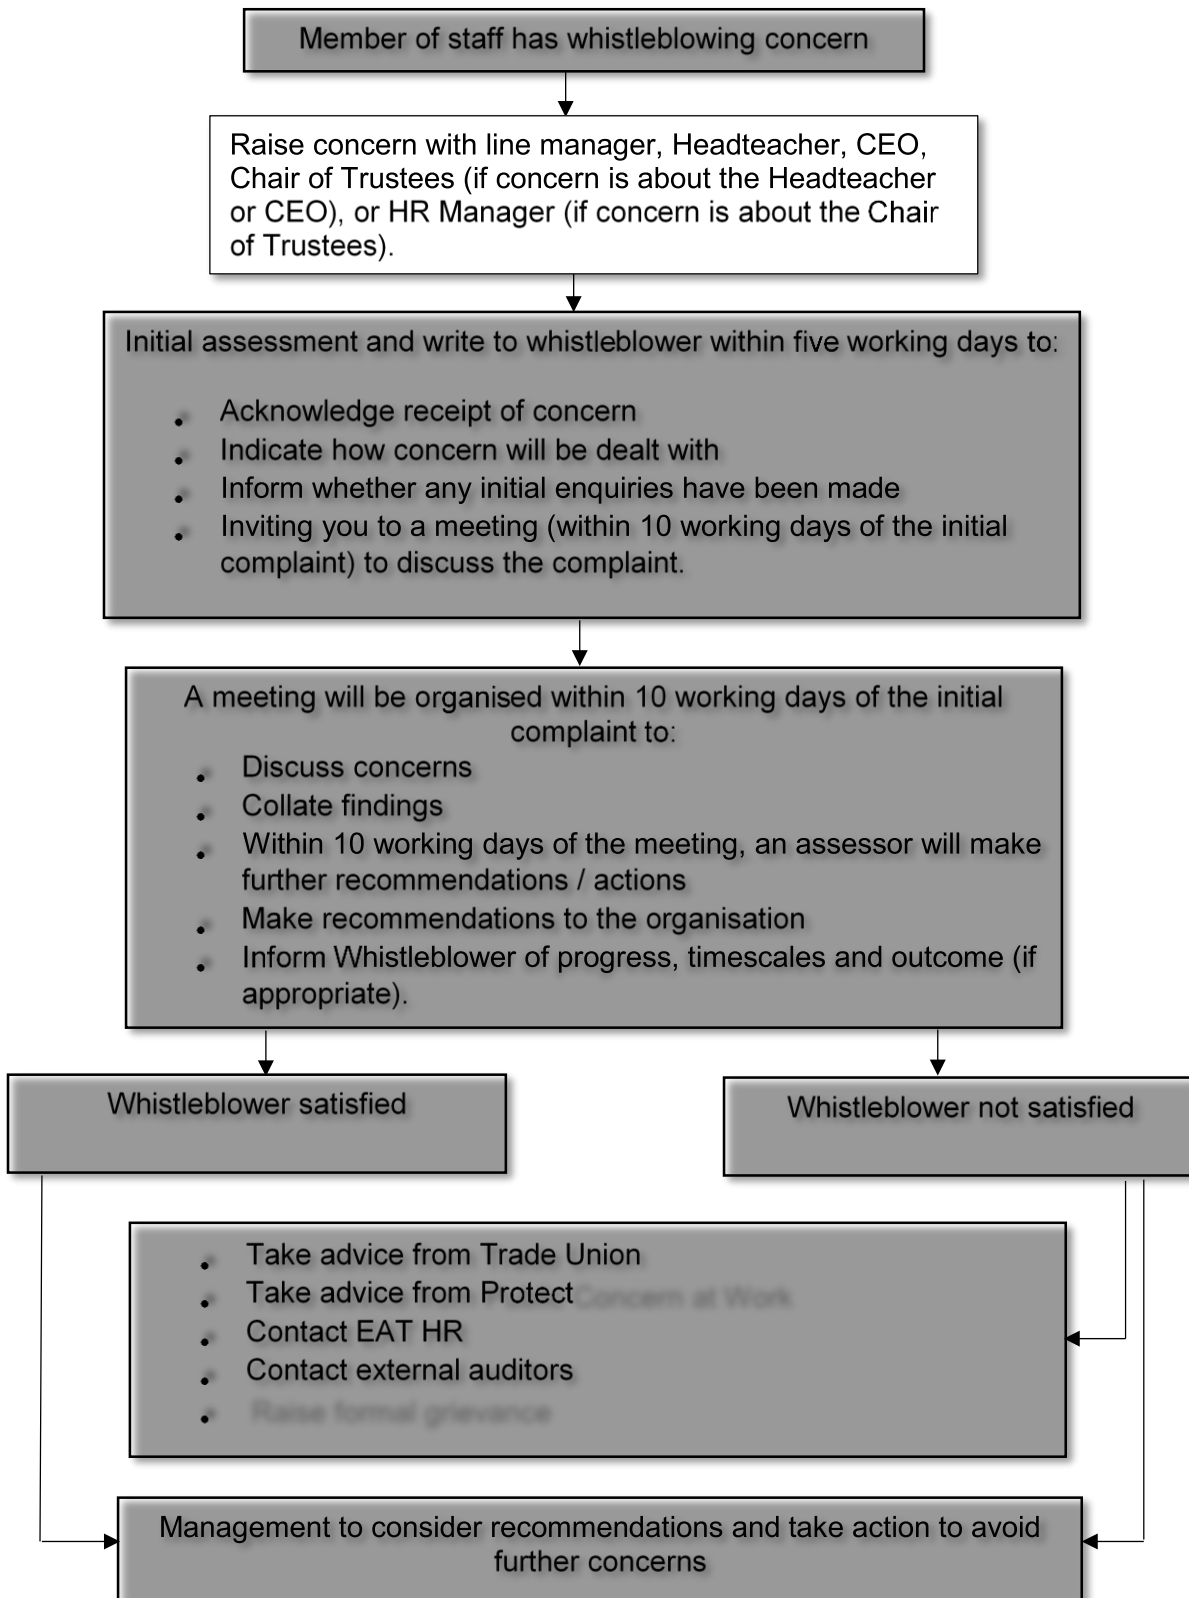 Member of staff has whistleblowing concern
Raise concern with line manager, Headteacher, CEO,
Chair of Trustees (if concern is about the Headteacher
or CEO), or HR Manager (if concern is about the Chair
of Trustees).
Initial assessment and write to whistleblower within five working days to:
• Acknowledge receipt of concern
• Indicate how concern will be dealt with
• Inform whether any initial enquiries have been made
• Inviting you to a meeting (within 10 working days of the initial
complaint) to discuss the complaint.
A meeting will be organised within 10 working days of the initial
complaint to:
• Discuss concerns
• Collate findings
• Within 10 working days of the meeting, an assessor will make
further recommendations / actions
• Make recommendations to the organisation
• Inform Whistleblower of progress, timescales and outcome (if
appropriate).
Whistleblower satisfied
Whistleblower not satisfied
• Take advice from Trade Union
• Take advice from Protect Concern at Work
• Contact EAT HR
• Contact external auditors
• Raise formal grievance
Management to consider recommendations and take action to avoid
further concerns